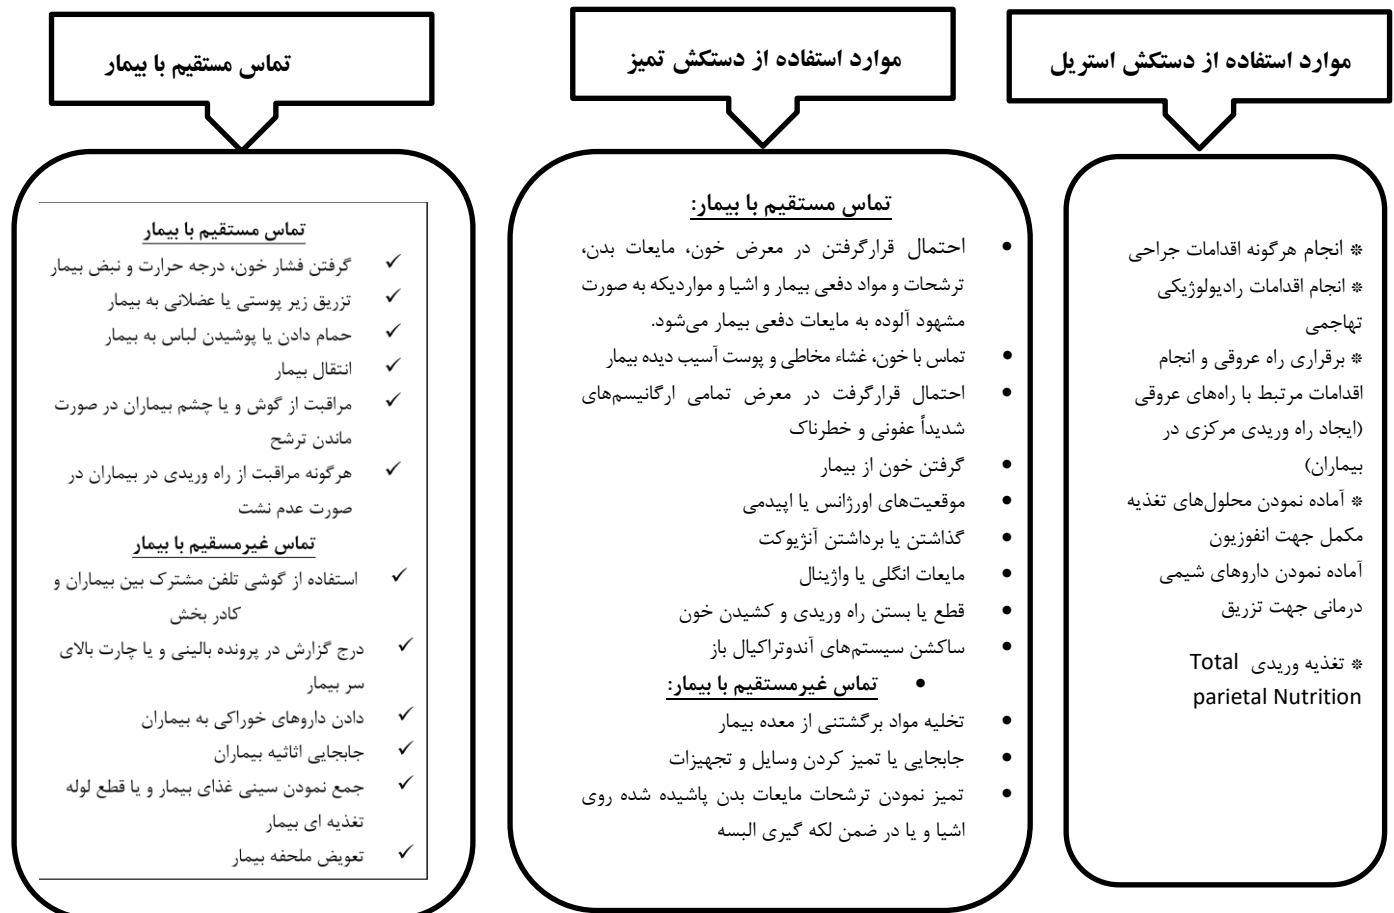 موارد استفاده از دستکش استریل
※ انجام هرگونه اقدامات جراحی
※ انجام اقدامات رادیولوژیکی
تهاجمی
※ برقراری راه عروقی و انجام
اقدامات مرتبط با راه‌های عروقی
(ایجاد راه وریدی مرکزی در
بیماران)
※ آماده نمودن محلول‌های تغذیه
مکمل جهت انفوزیون
آماده نمودن داروهای شیمی
درمانی جهت تزریق
※ تغذیه وریدی Total
parietal Nutrition
موارد استفاده از دستکش تمیز
تماس مستقیم با بیمار:
• احتمال قرارگرفتن در معرض خون، مایعات بدن،
ترشحات و مواد دفعی بیمار و اشیا و مواردیکه به صورت
مشهود آلوده به مایعات دفعی بیمار می‌شود.
• تماس با خون، غشاء مخاطی و پوست آسیب دیده بیمار
• احتمال قرارگرفت در معرض تمامی ارگانیسم‌های
شدیداً عفونی و خطرناک
• گرفتن خون از بیمار
• موقعیت‌های اورژانس یا اپیدمی
• گذاشتن یا برداشتن آنژیوکت
• مایعات انگلی یا واژینال
• قطع یا بستن راه وریدی و کشیدن خون
• ساکشن سیستم‌های آندوتراکیال باز
• تماس غیرمستقیم با بیمار:
• تخلیه مواد برگشتنی از معده بیمار
• جابجایی یا تمیز کردن وسایل و تجهیزات
• تمیز نمودن ترشحات مایعات بدن پاشیده شده روی
اشیا و یا در ضمن لکه گیری البسه
تماس مستقیم با بیمار
تماس مستقیم با بیمار
✓ گرفتن فشار خون، درجه حرارت و نبض بیمار
✓ تزریق زیر پوستی یا عضلانی به بیمار
✓ حمام دادن یا پوشیدن لباس به بیمار
✓ انتقال بیمار
✓ مراقبت از گوش و یا چشم بیماران در صورت
ماندن ترشح
✓ هرگونه مراقبت از راه وریدی در بیماران در
صورت عدم نشت
تماس غیرمسقیم با بیمار
✓ استفاده از گوشی تلفن مشترک بین بیماران و
کادر بخش
✓ درج گزارش در پرونده بالینی و یا چارت بالای
سر بیمار
✓ دادن داروهای خوراکی به بیماران
✓ جابجایی اثاثیه بیماران
✓ جمع نمودن سینی غذای بیمار و یا قطع لوله
تغذیه ای بیمار
✓ تعویض ملحفه بیمار